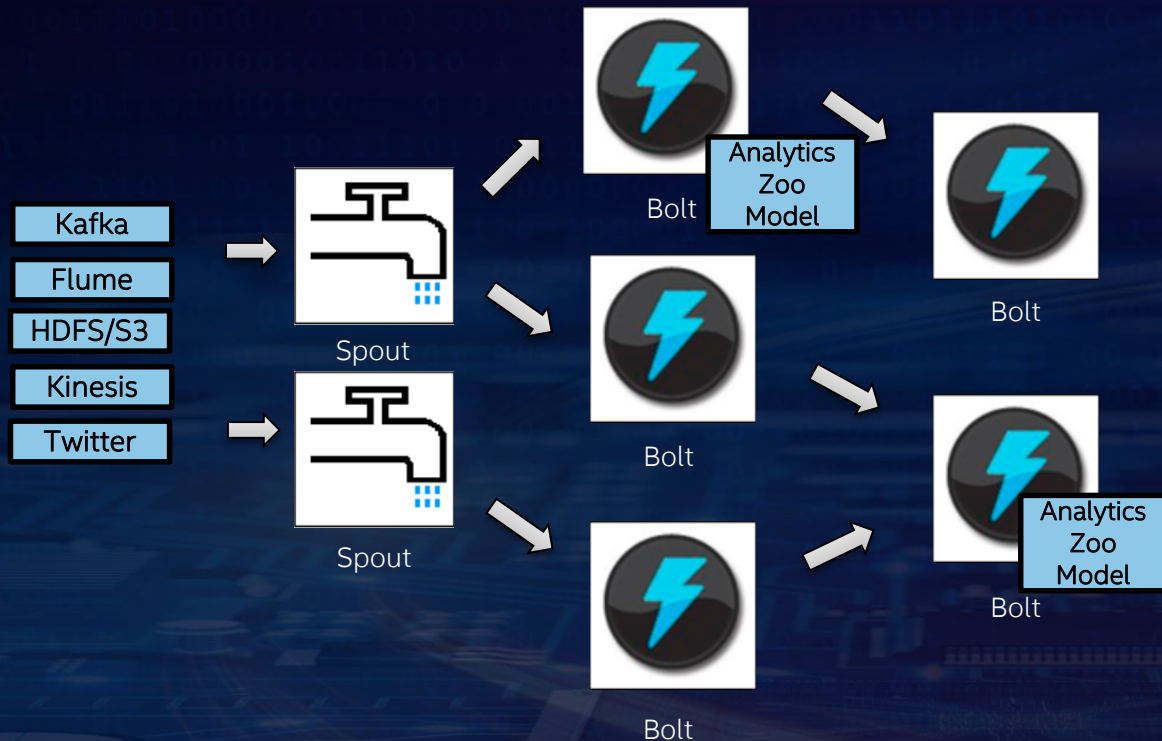 Kafka
Flume
HDFS/S3
Kinesis
Twitter
Spout
Spout
Bolt
Analytics
Zoo
Model
Bolt
Bolt
Bolt
Bolt
Analytics
Zoo
Model